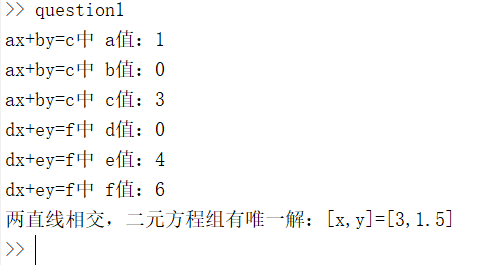 >> question1
ax+by=c中 a值：1
ax+by=c中 b值：0
ax+by=c中 c值：3
dx+ey=f中 d值：0
dx+ey=f中 e值：4
dx+ey=f中 f值：6
两直线相交，二元方程组有唯一解：[x,y]=[3,1.5]
>>